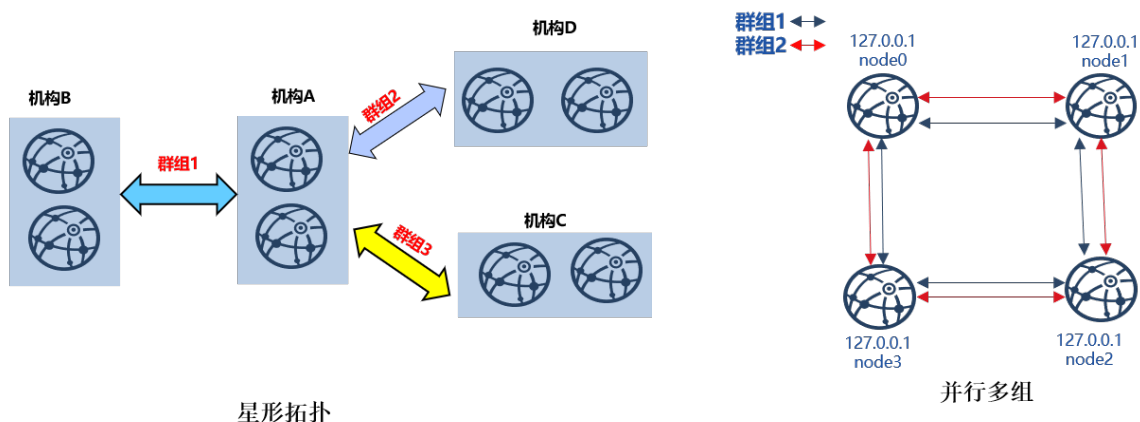 机构B
机构A
机构D
机构C
群组1
群组2
群组3
星形拓扑
群组1
群组2
127.0.0.1
node0
127.0.0.1
node1
127.0.0.1
node3
127.0.0.1
node2
并行多组